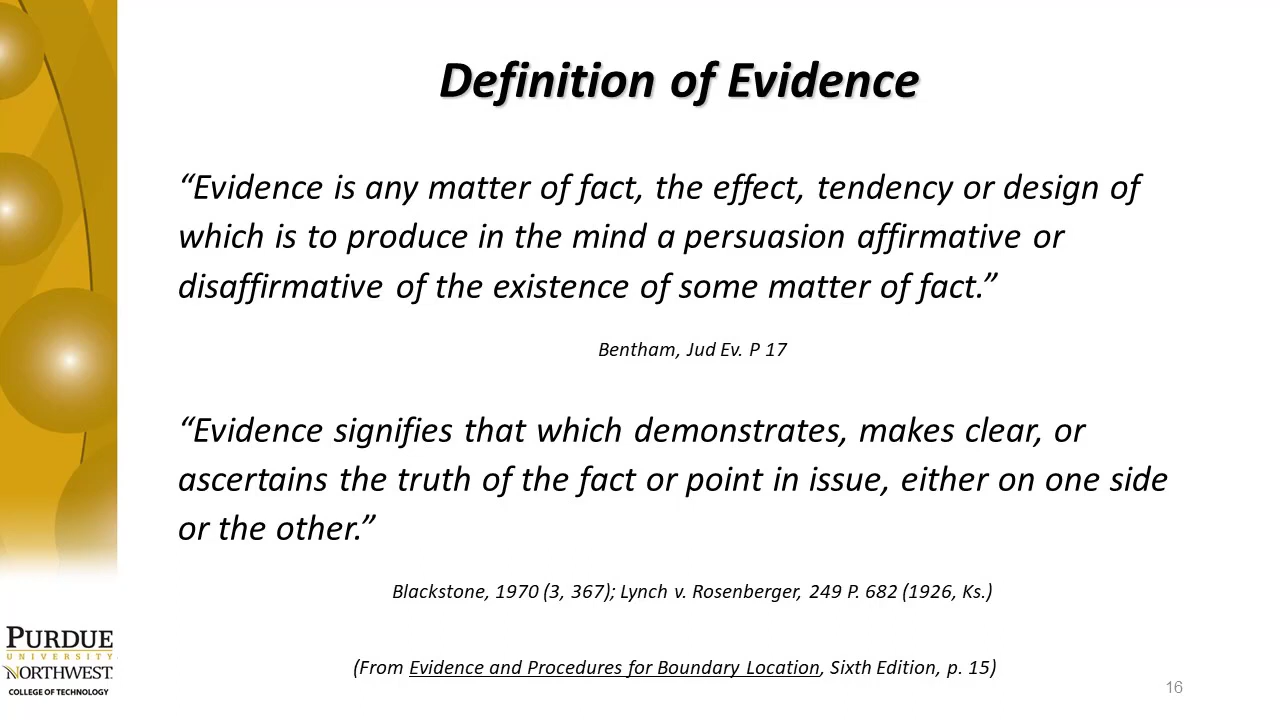 Definition of Evidence
“Evidence is any matter of fact, the effect, tendency or design of
which is to produce in the mind a persuasion affirmative or
disaffirmative of the existence of some matter of fact.”
Bentham, Jud Ev. P 17
“Evidence signifies that which demonstrates, makes clear, or
ascertains the truth of the fact or point in issue, either on one side
or the other.”
Blackstone, 1970 (3, 367); Lynch v. Rosenberger, 249 P. 682 (1926, Ks.)
(From Evidence and Procedures for Boundary Location, Sixth Edition, p. 15)
16
PURDUE
UNIVERSITY
NORTHWEST
COLLEGE OF TECHNOLOGY